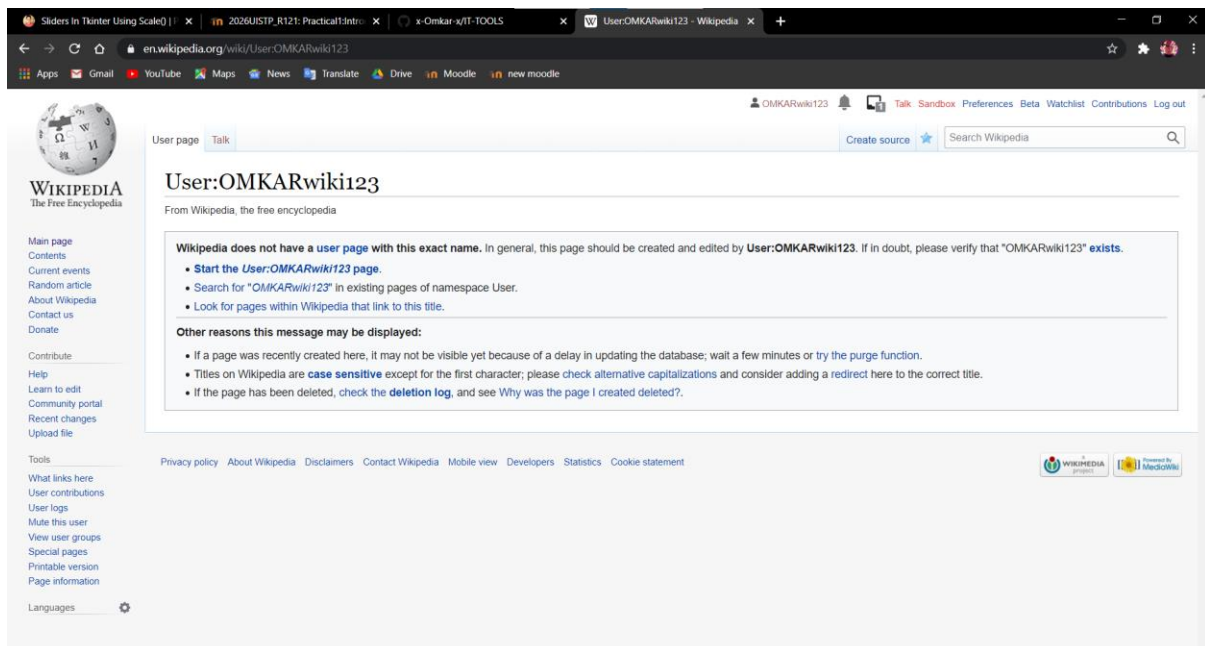 Sliders In Tkinter Using Scale() | P
2026UISTP_R121: Practical1:Intro
x-Omkar-x/IT-TOOLS
User:OMKARwiki123 - Wikipedia
en.wikipedia.org/wiki/User:OMKARwiki123
Apps Gmail YouTube Maps News Translate Drive Moodle new moodle
OMKARwiki123 Talk Sandbox Preferences Beta Watchlist Contributions Log out
User page Talk Create source Search Wikipedia
WIKIPEDIA
The Free Encyclopedia
User:OMKARwiki123
From Wikipedia, the free encyclopedia
Wikipedia does not have a user page with this exact name. In general, this page should be created and edited by User:OMKARwiki123. If in doubt, please verify that "OMKARwiki123" exists.
• Start the User:OMKARwiki123 page.
• Search for "OMKARwiki123" in existing pages of namespace User.
• Look for pages within Wikipedia that link to this title.
Other reasons this message may be displayed:
• If a page was recently created here, it may not be visible yet because of a delay in updating the database; wait a few minutes or try the purge function.
• Titles on Wikipedia are case sensitive except for the first character; please check alternative capitalizations and consider adding a redirect here to the correct title.
• If the page has been deleted, check the deletion log, and see Why was the page I created deleted?.
Main page
Contents
Current events
Random article
About Wikipedia
Contact us
Donate
Contribute
Help
Learn to edit
Community portal
Recent changes
Upload file
Tools
What links here
User contributions
User logs
Mute this user
View user groups
Special pages
Printable version
Page information
Languages
Privacy policy About Wikipedia Disclaimers Contact Wikipedia Mobile view Developers Statistics Cookie statement
A
WIKIMEDIA
project
Powered By
MediaWiki